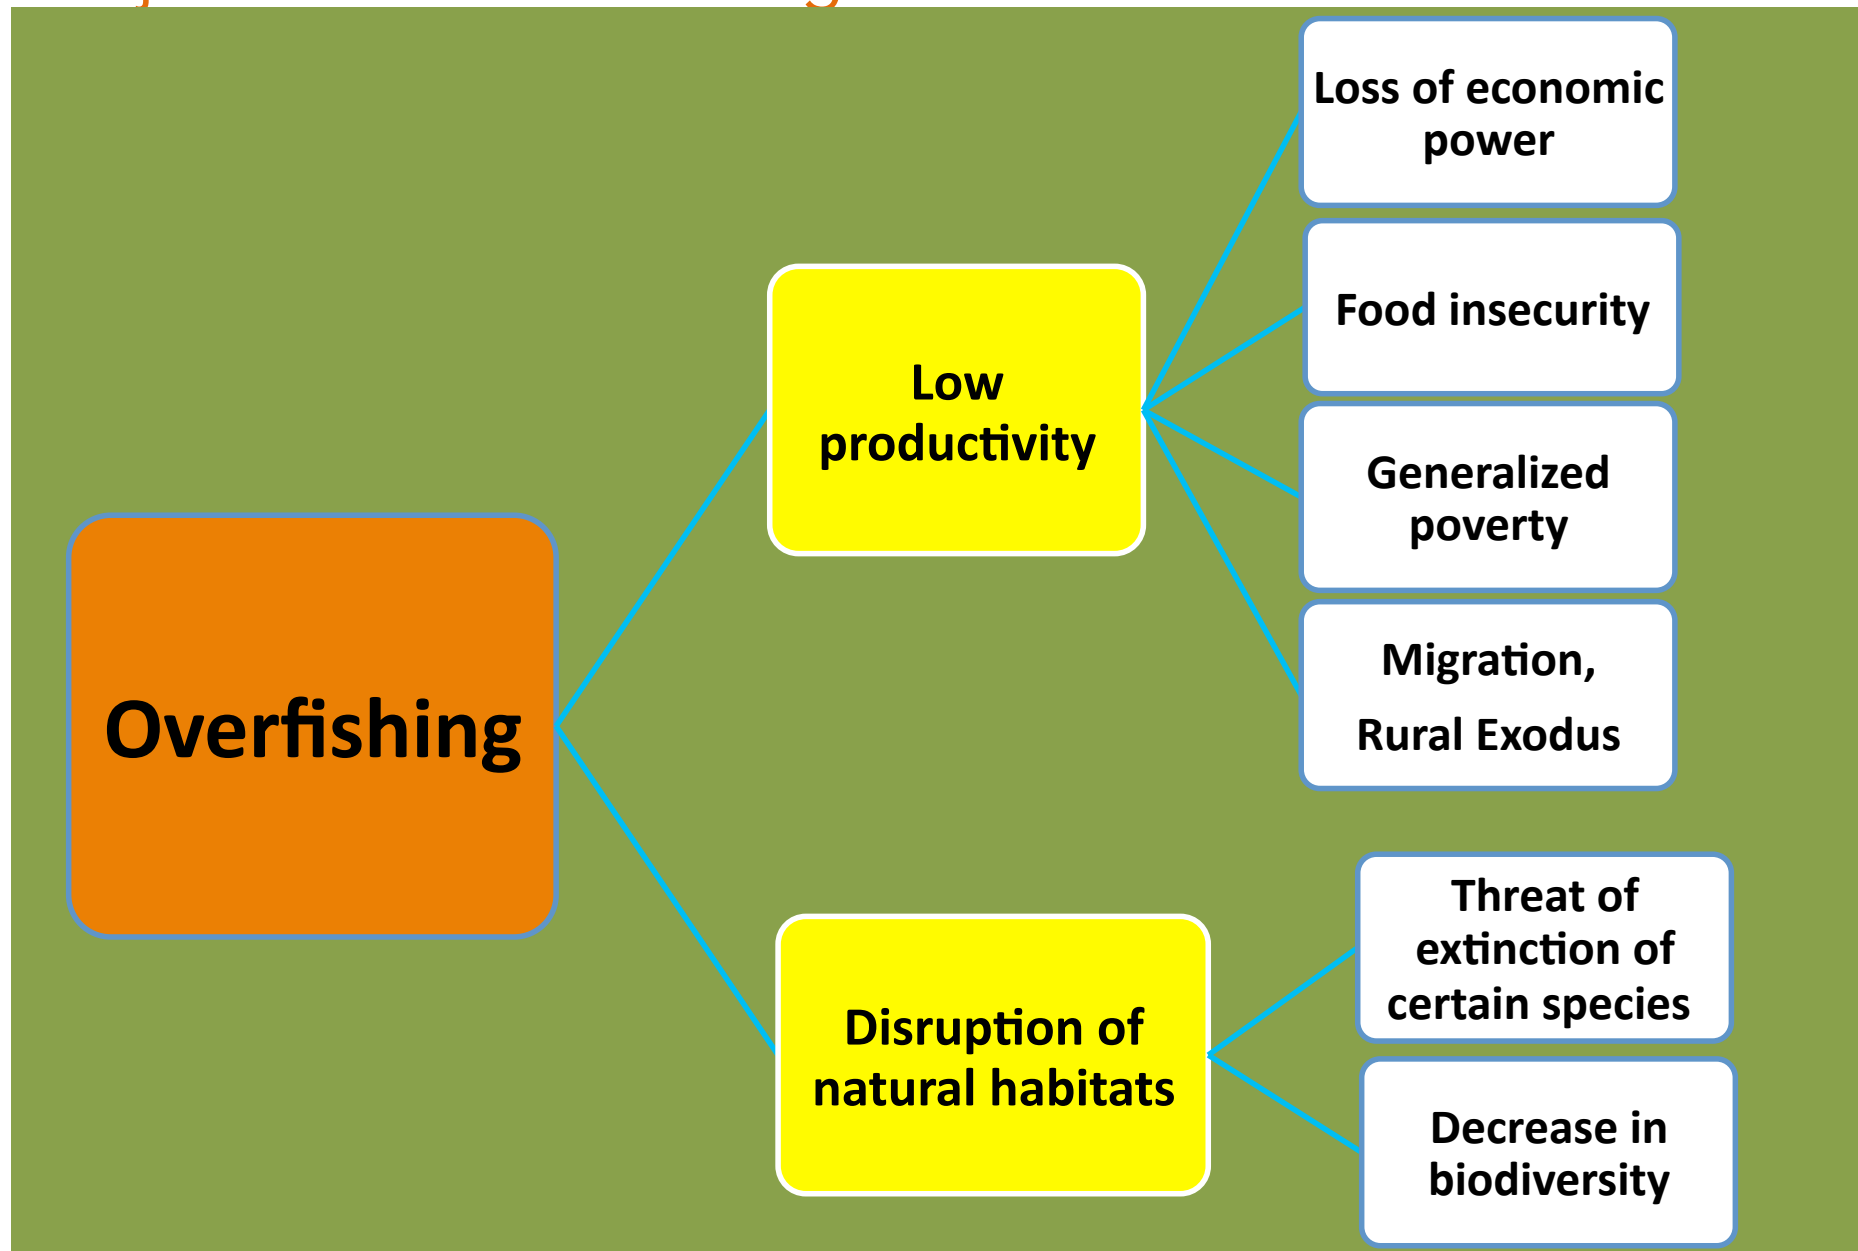 Overfishing
Low
productivity
Loss of economic
power
Food insecurity
Generalized
poverty
Migration,
Rural Exodus
Disruption of
natural habitats
Threat of
extinction of
certain species
Decrease in
biodiversity